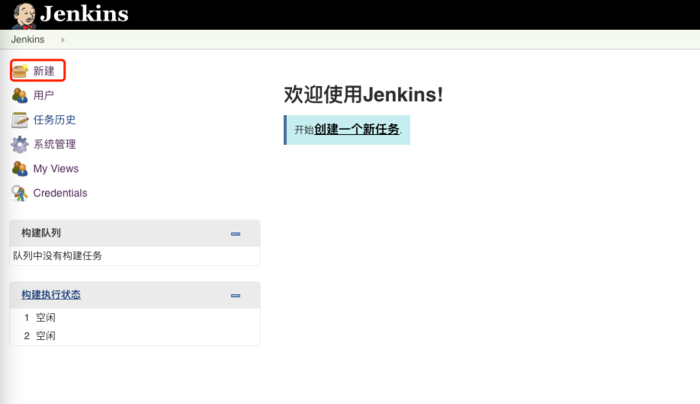 Jenkins
Jenkins
新建
用户
任务历史
系统管理
My Views
Credentials
构建队列
队列中没有构建任务
构建执行状态
1 空闲
2 空闲
欢迎使用Jenkins!
开始创建一个新任务.